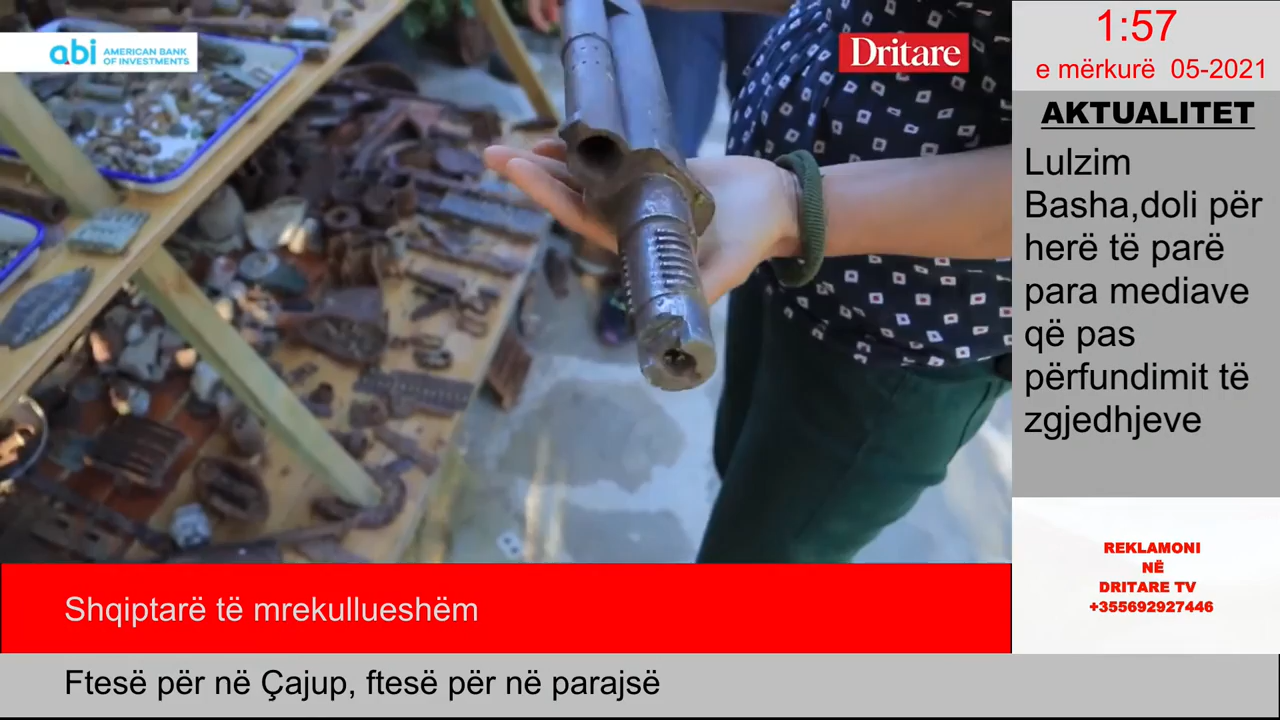 abi AMERICAN BANK
OF INVESTMENTS
Dritare
1:57
e mërkurë 05-2021
AKTUALITET
Lulzim
Basha,doli për
herë të parë
para mediave
që pas
përfundimit të
zgjedhjeve
REKLAMONI
NË
DRITARE TV
+355692927446
Shqiptarë të mrekullueshëm
Ftesë për në Çajup, ftesë për në parajsë